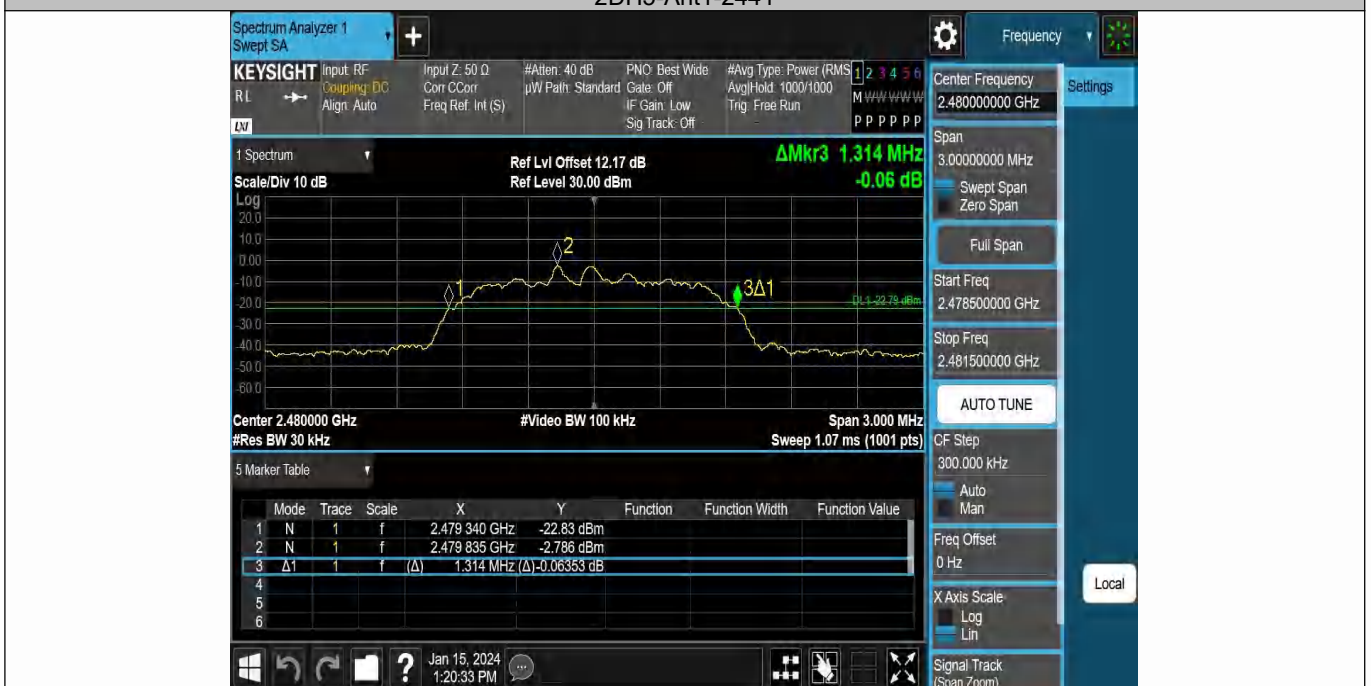 Spectrum Analyzer 1
Swept SA
+
Frequency
KEYSIGHT
RL
LXI
Input: RF
Coupling: DC
Align: Auto
Input Z: 50 Ω
Corr CCorr
Freq Ref: Int (S)
#Atten: 40 dB
µW Path: Standard
PNO: Best Wide
Gate: Off
IF Gain: Low
Sig Track: Off
#Avg Type: Power (RMS
Avg|Hold: 1000/1000
Trig: Free Run
1 2 3 4 5 6
M W W W W W
P P P P P P
Center Frequency
2.480000000 GHz
Settings
Span
3.00000000 MHz
Swept Span
Zero Span
Full Span
Start Freq
2.478500000 GHz
Stop Freq
2.481500000 GHz
AUTO TUNE
CF Step
300.000 kHz
Auto
Man
Freq Offset
0 Hz
X Axis Scale
Log
Lin
Signal Track
(Span Zoom)
Local
1 Spectrum
Scale/Div 10 dB
Ref Lvl Offset 12.17 dB
Ref Level 30.00 dBm
ΔMkr3 1.314 MHz
-0.06 dB
Log
20.0
10.0
0.00
-10.0
-20.0
-30.0
-40.0
-50.0
-60.0
1
2
3Δ1
DL1 -22.79 dBm
Center 2.480000 GHz
#Video BW 100 kHz
Span 3.000 MHz
#Res BW 30 kHz
Sweep 1.07 ms (1001 pts)
5 Marker Table
Mode Trace Scale X Y Function Function Width Function Value
1 N 1 f 2.479 340 GHz -22.83 dBm
2 N 1 f 2.479 835 GHz -2.786 dBm
3 Δ1 1 f (Δ) 1.314 MHz (Δ) -0.06353 dB
4
5
6
?
Jan 15, 2024
1:20:33 PM